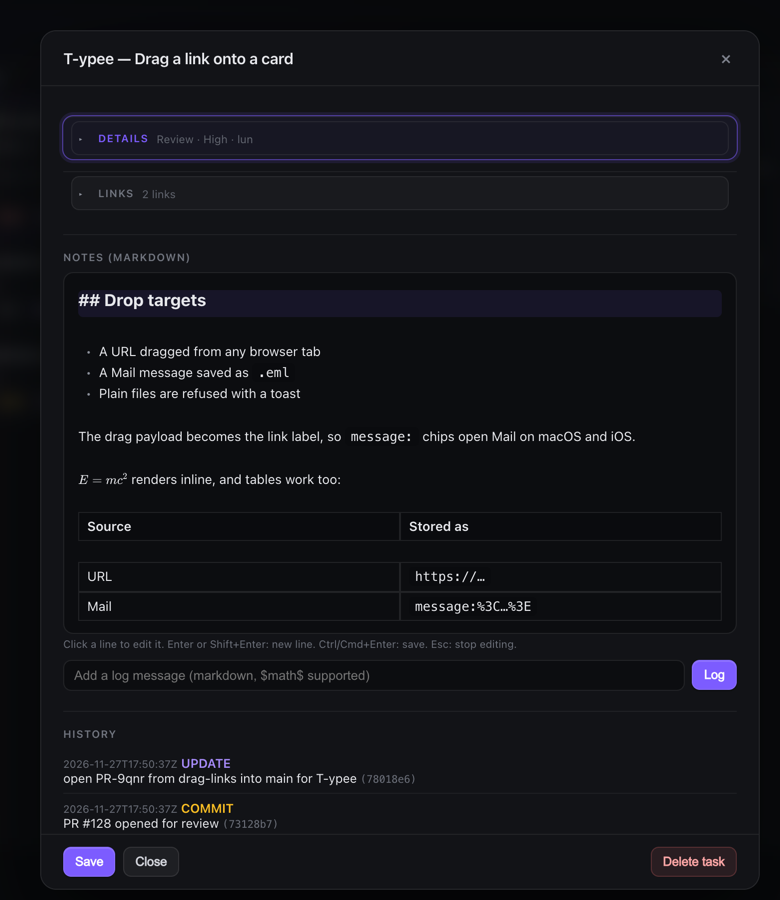 T-ypee — Drag a link onto a card ×
▸ DETAILS Review · High · lun
▸ LINKS 2 links
NOTES (MARKDOWN)
## Drop targets
• A URL dragged from any browser tab
• A Mail message saved as .eml
• Plain files are refused with a toast
The drag payload becomes the link label, so message: chips open Mail on macOS and iOS.
E = mc² renders inline, and tables work too:
Source Stored as
URL https://…
Mail message:%3C…%3E
Click a line to edit it. Enter or Shift+Enter: new line. Ctrl/Cmd+Enter: save. Esc: stop editing.
Add a log message (markdown, $math$ supported) Log
HISTORY
2026-11-27T17:50:37Z UPDATE
open PR-9qnr from drag-links into main for T-ypee (78018e6)
2026-11-27T17:50:37Z COMMIT
PR #128 opened for review (73128b7)
Save Close Delete task